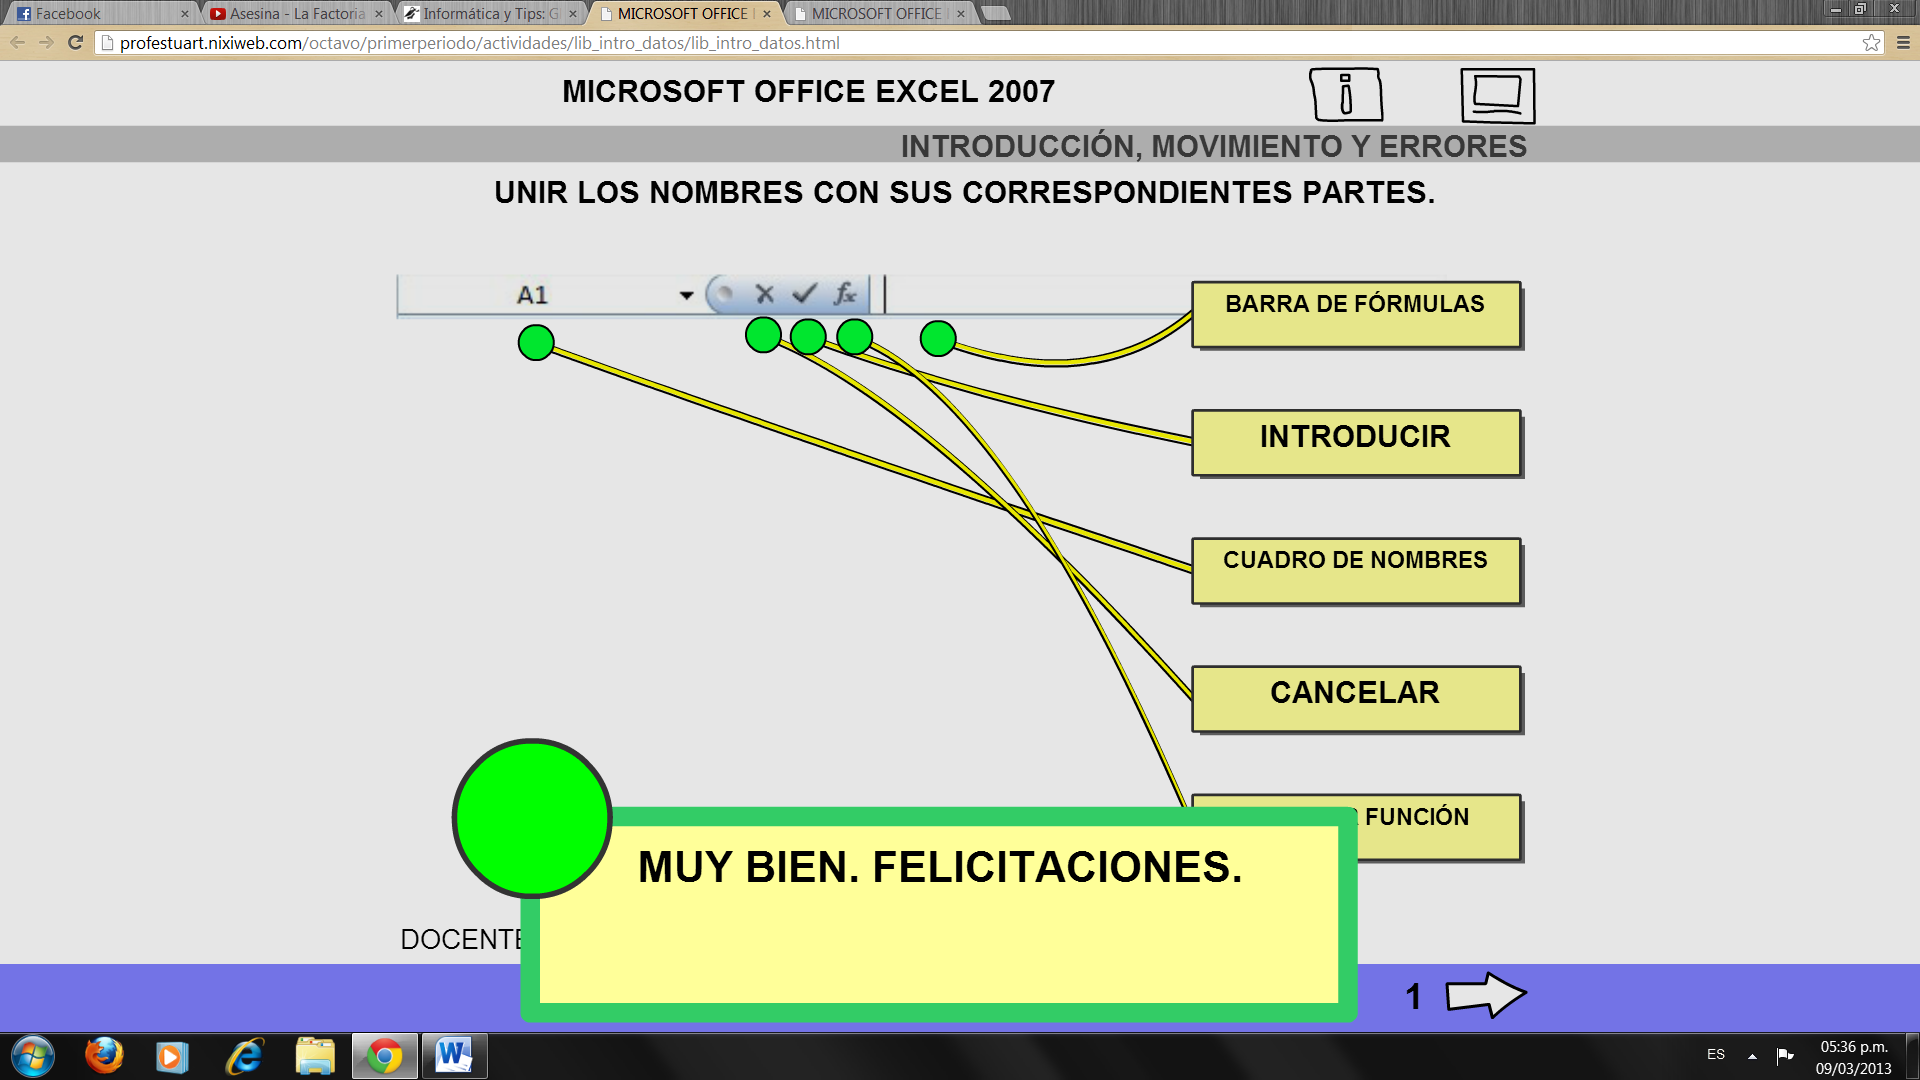 Facebook
Asesina - La Factoria
Informática y Tips: G
MICROSOFT OFFICE
MICROSOFT OFFICE
profestuart.nixiweb.com/octavo/primerperiodo/actividades/lib_intro_datos/lib_intro_datos.html
MICROSOFT OFFICE EXCEL 2007
i
INTRODUCCIÓN, MOVIMIENTO Y ERRORES
UNIR LOS NOMBRES CON SUS CORRESPONDIENTES PARTES.
A1
fx
BARRA DE FÓRMULAS
INTRODUCIR
CUADRO DE NOMBRES
CANCELAR
FUNCIÓN
MUY BIEN. FELICITACIONES.
DOCENTE
1
ES
05:36 p.m.
09/03/2013